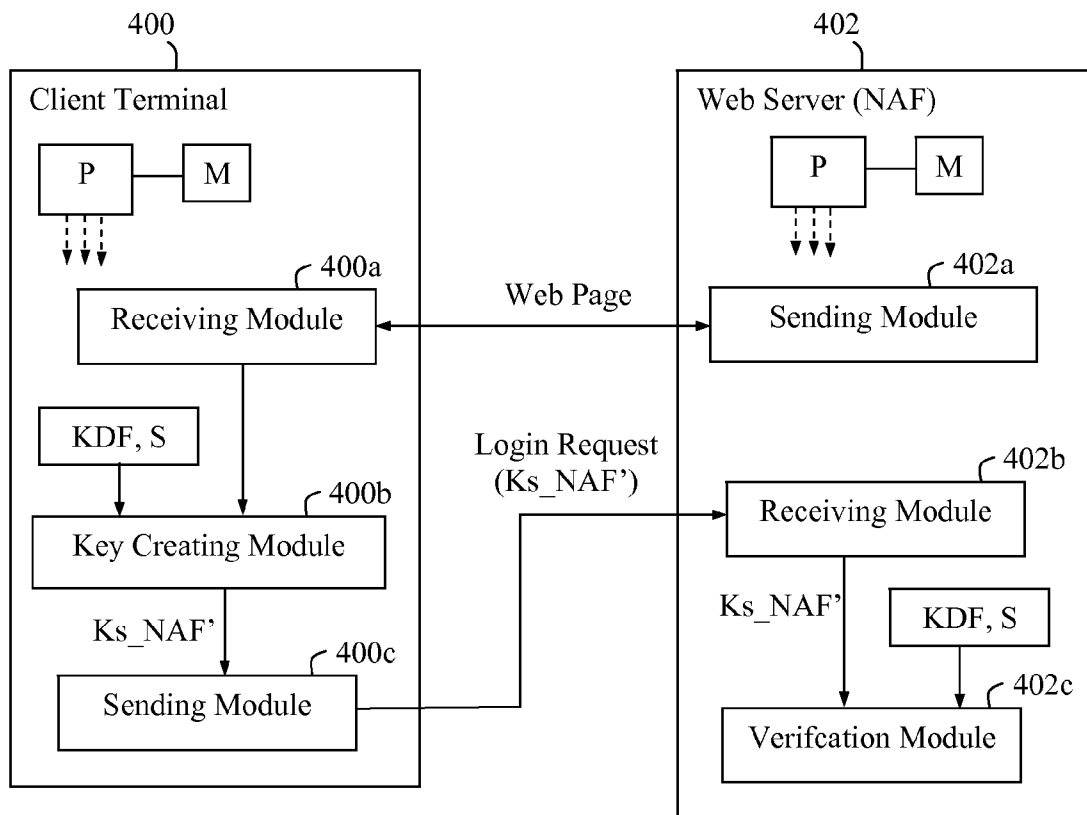 400
402
Client Terminal
Web Server (NAF)
P
M
P
M
400a
402a
Receiving Module
Web Page
Sending Module
KDF, S
Login Request
(Ks_NAF’)
400b
402b
Key Creating Module
Receiving Module
Ks_NAF’
Ks_NAF’
KDF, S
400c
402c
Sending Module
Verifcation Module